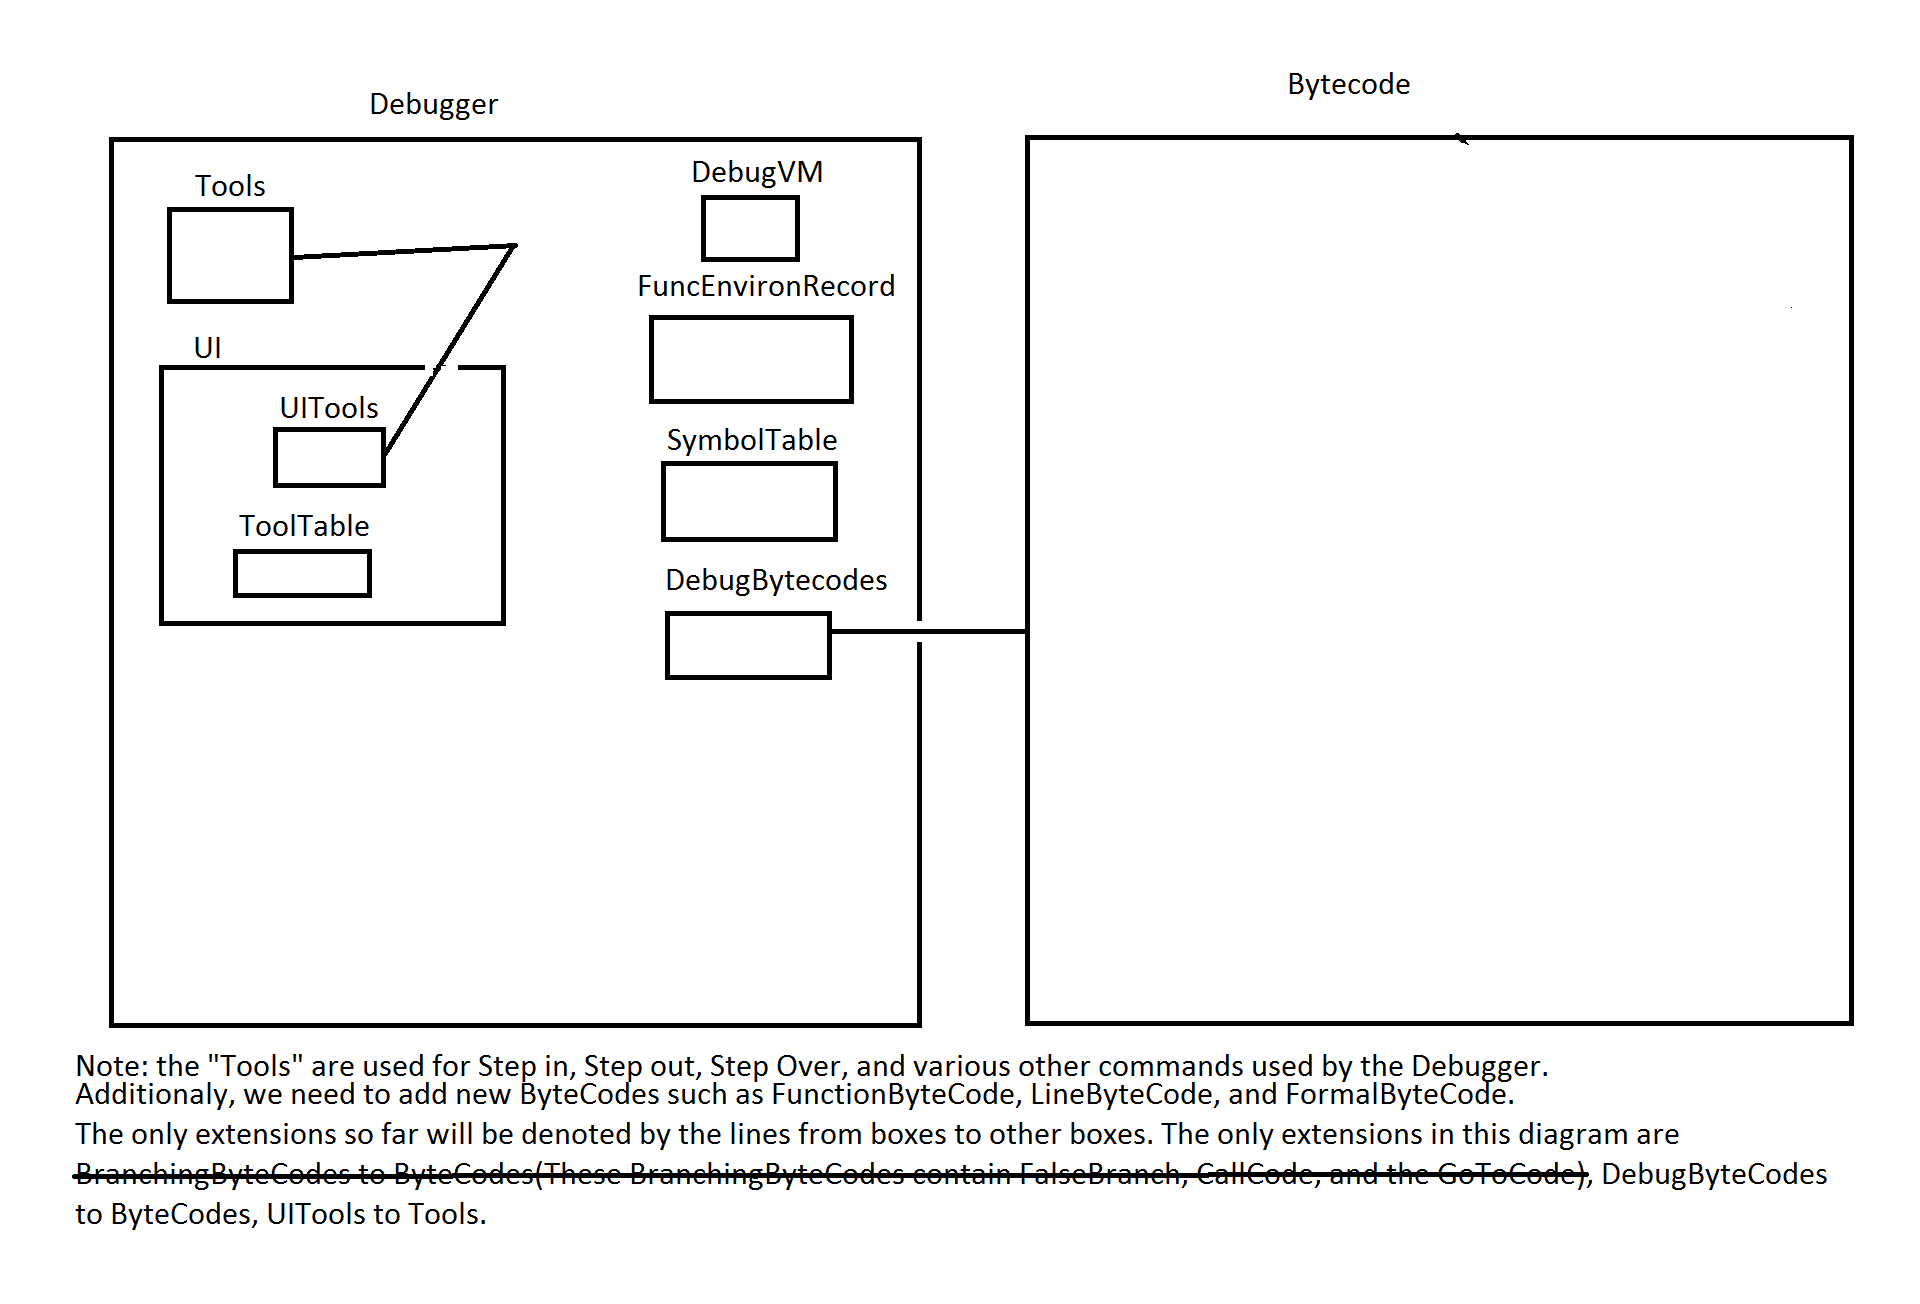 Bytecode
Debugger
DebugVM
Tools
FuncEnvironRecord
UI
UITools
SymbolTable
ToolTable
DebugBytecodes
Note: the "Tools" are used for Step in, Step out, Step Over, and various other commands used by the Debugger.
Additionaly, we need to add new ByteCodes such as FunctionByteCode, LineByteCode, and FormalByteCode.
The only extensions so far will be denoted by the lines from boxes to other boxes. The only extensions in this diagram are
BranchingByteCodes to ByteCodes(These BranchingByteCodes contain FalseBranch, CallCode, and the GoToCode), DebugByteCodes
to ByteCodes, UITools to Tools.